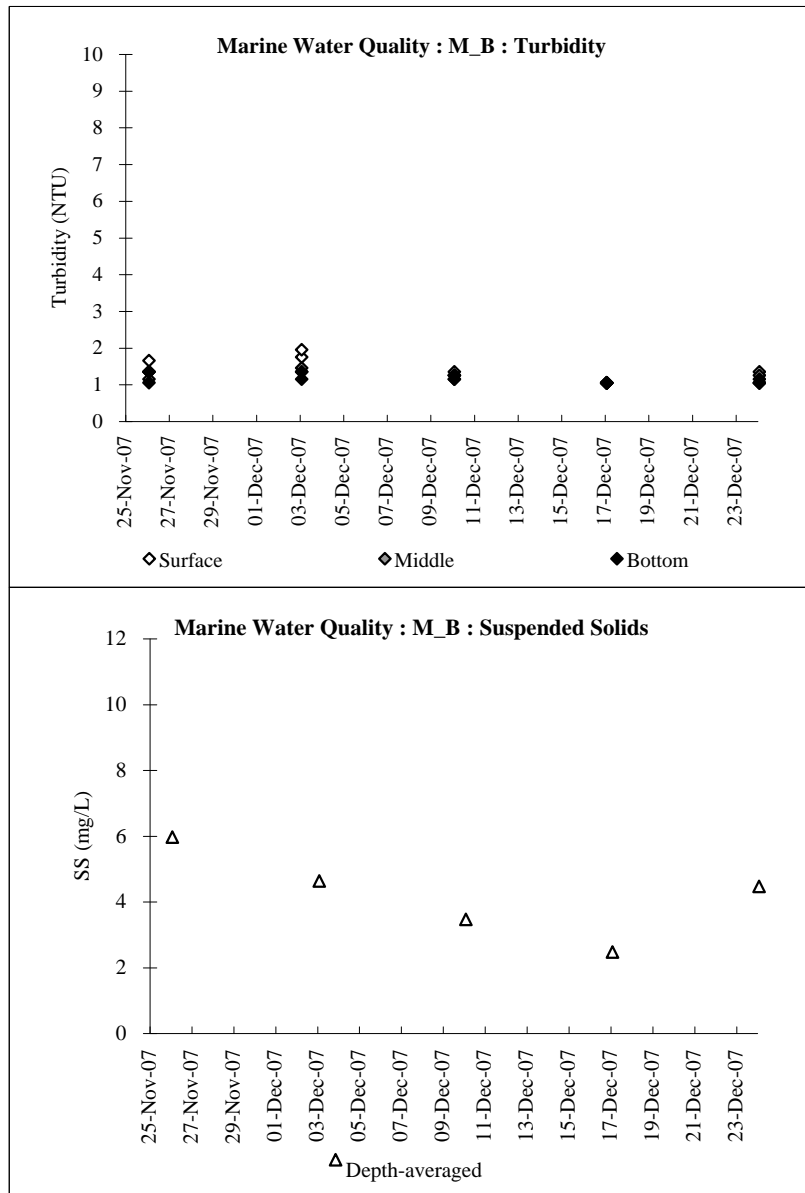 Marine Water Quality : M_B : Turbidity
10
9
8
7
6
5
4
3
2
1
0
Turbidity (NTU)
25-Nov-07
27-Nov-07
29-Nov-07
01-Dec-07
03-Dec-07
05-Dec-07
07-Dec-07
09-Dec-07
11-Dec-07
13-Dec-07
15-Dec-07
17-Dec-07
19-Dec-07
21-Dec-07
23-Dec-07
Surface Middle Bottom
Marine Water Quality : M_B : Suspended Solids
12
10
8
6
4
2
0
SS (mg/L)
25-Nov-07
27-Nov-07
29-Nov-07
01-Dec-07
03-Dec-07
05-Dec-07
07-Dec-07
09-Dec-07
11-Dec-07
13-Dec-07
15-Dec-07
17-Dec-07
19-Dec-07
21-Dec-07
23-Dec-07
Depth-averaged